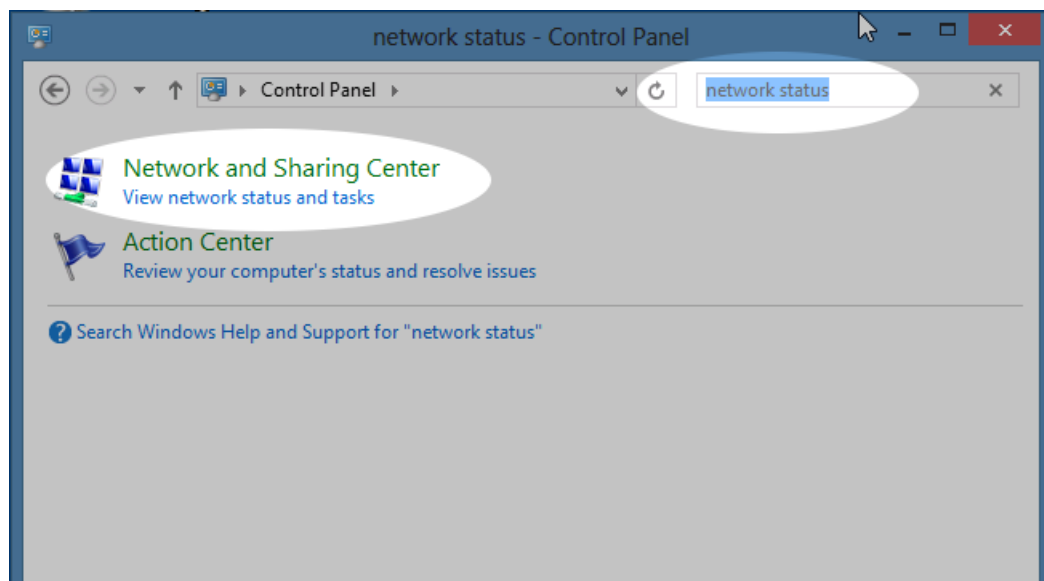 network status - Control Panel
Control Panel
network status
Network and Sharing Center
View network status and tasks
Action Center
Review your computer's status and resolve issues
Search Windows Help and Support for "network status"